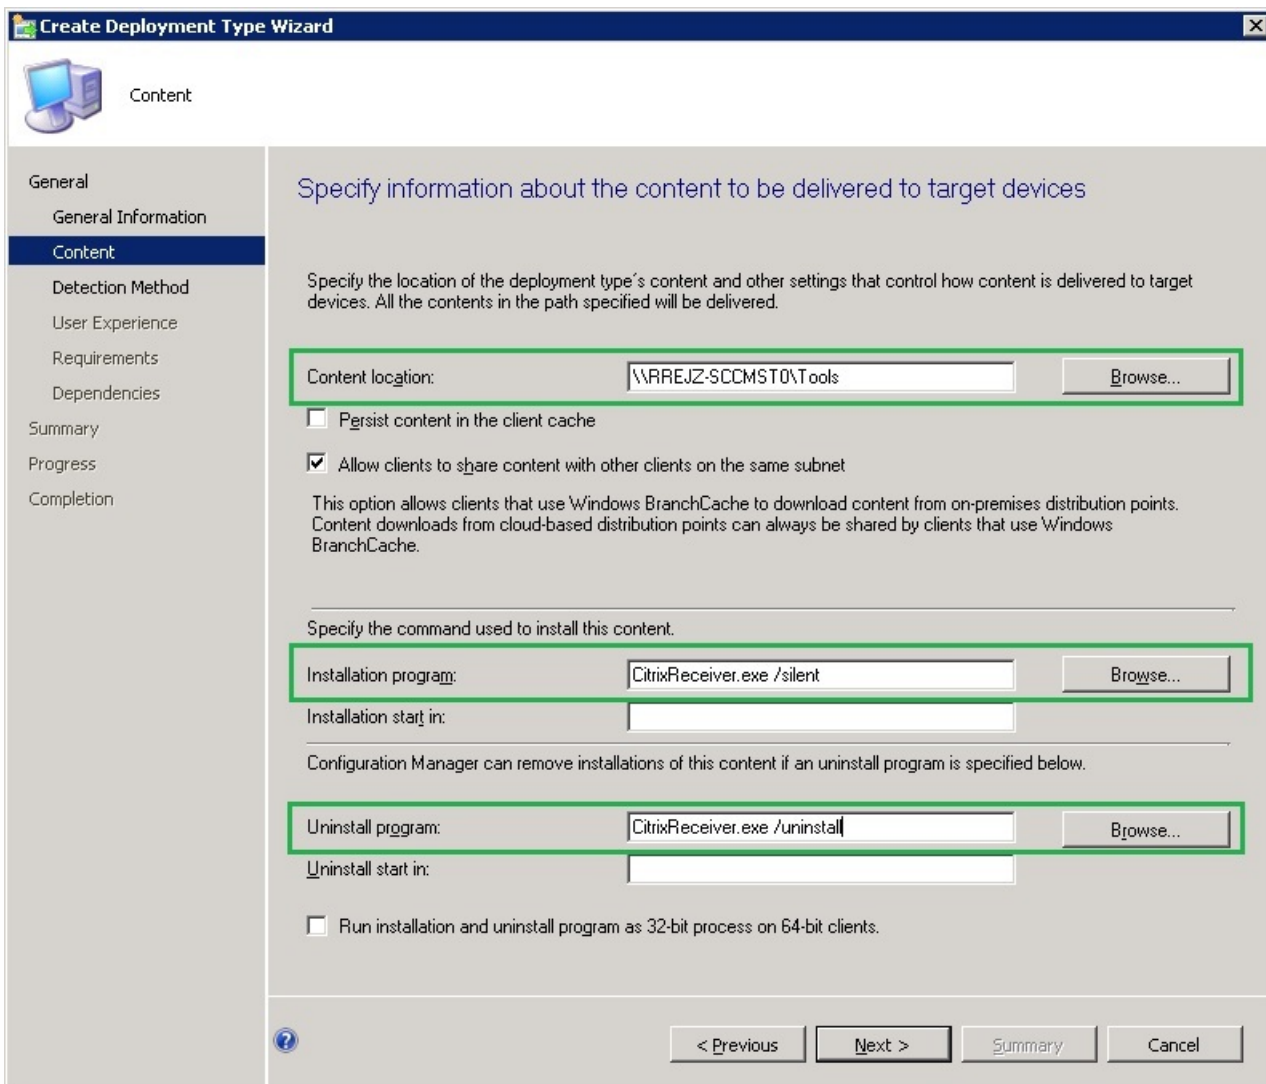 Create Deployment Type Wizard
Content
General
General Information
Content
Detection Method
User Experience
Requirements
Dependencies
Summary
Progress
Completion
Specify information about the content to be delivered to target devices
Specify the location of the deployment type´s content and other settings that control how content is delivered to target
devices. All the contents in the path specified will be delivered.
Content location:
\\RREJZ-SCCMST0\Tools
Browse...
Persist content in the client cache
Allow clients to share content with other clients on the same subnet
This option allows clients that use Windows BranchCache to download content from on-premises distribution points.
Content downloads from cloud-based distribution points can always be shared by clients that use Windows
BranchCache.
Specify the command used to install this content.
Installation program:
CitrixReceiver.exe /silent
Browse...
Installation start in:
Configuration Manager can remove installations of this content if an uninstall program is specified below.
Uninstall program:
CitrixReceiver.exe /uninstall
Browse...
Uninstall start in:
Run installation and uninstall program as 32-bit process on 64-bit clients.
< Previous
Next >
Summary
Cancel